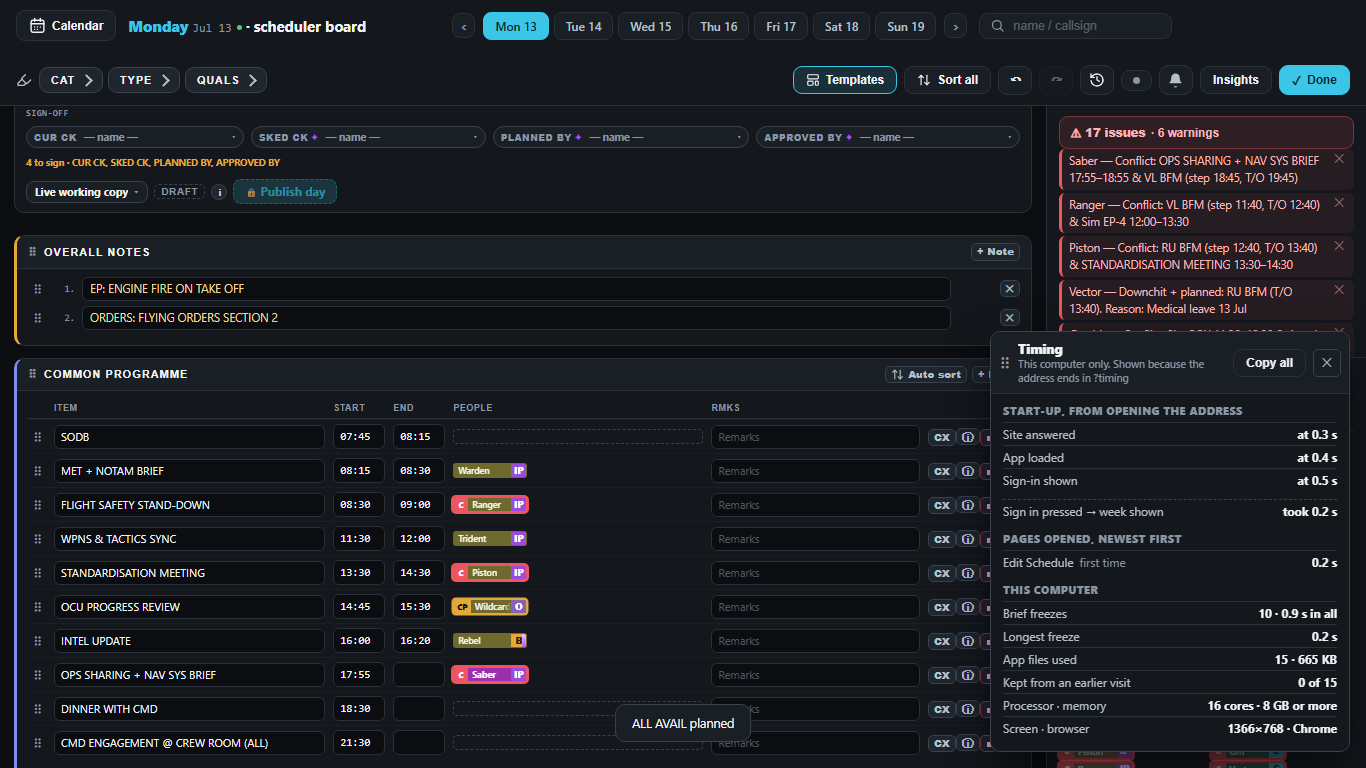 Calendar
Monday Jul 13 • · scheduler board
‹ Mon 13 Tue 14 Wed 15 Thu 16 Fri 17 Sat 18 Sun 19 ›
name / callsign
CAT TYPE QUALS
Templates Sort all Insights ✓ Done
SIGN-OFF
CUR CK — name —
SKED CK ✦ — name —
PLANNED BY ✦ — name —
APPROVED BY ✦ — name —
4 to sign · CUR CK, SKED CK, PLANNED BY, APPROVED BY
Live working copy DRAFT i Publish day
OVERALL NOTES + Note
1. EP: ENGINE FIRE ON TAKE OFF ✕
2. ORDERS: FLYING ORDERS SECTION 2 ✕
COMMON PROGRAMME Auto sort +
ITEM START END PEOPLE RMKS
SODB 07:45 08:15 Remarks CX
MET + NOTAM BRIEF 08:15 08:30 Warden IP Remarks CX
FLIGHT SAFETY STAND-DOWN 08:30 09:00 C Ranger IP Remarks CX
WPNS & TACTICS SYNC 11:30 12:00 Trident IP Remarks CX
STANDARDISATION MEETING 13:30 14:30 C Piston IP Remarks CX
OCU PROGRESS REVIEW 14:45 15:30 CP Wildcar O Remarks CX
INTEL UPDATE 16:00 16:20 Rebel B Remarks CX
OPS SHARING + NAV SYS BRIEF 17:55 C Saber IP Remarks CX
DINNER WITH CMD 18:30 Remarks CX
CMD ENGAGEMENT @ CREW ROOM (ALL) 21:30 Remarks CX
ALL AVAIL planned
⚠ 17 issues · 6 warnings
Saber — Conflict: OPS SHARING + NAV SYS BRIEF
17:55–18:55 & VL BFM (step 18:45, T/O 19:45)
Ranger — Conflict: VL BFM (step 11:40, T/O 12:40)
& Sim EP-4 12:00–13:30
Piston — Conflict: RU BFM (step 12:40, T/O 13:40)
& STANDARDISATION MEETING 13:30–14:30
Vector — Downchit + planned: RU BFM (T/O
13:40). Reason: Medical leave 13 Jul
Timing
This computer only. Shown because the
address ends in ?timing
Copy all
START-UP, FROM OPENING THE ADDRESS
Site answered at 0.3 s
App loaded at 0.4 s
Sign-in shown at 0.5 s
Sign in pressed → week shown took 0.2 s
PAGES OPENED, NEWEST FIRST
Edit Schedule first time 0.2 s
THIS COMPUTER
Brief freezes 10 · 0.9 s in all
Longest freeze 0.2 s
App files used 15 · 665 KB
Kept from an earlier visit 0 of 15
Processor · memory 16 cores · 8 GB or more
Screen · browser 1366×768 · Chrome